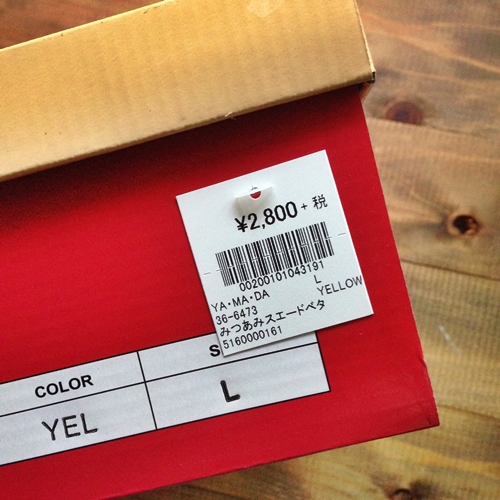 ¥2,800+税
00200101043191
YA・MA・DA L
36-6473 YELLOW
みつあみスエードペタ
5160000161
COLOR
YEL L